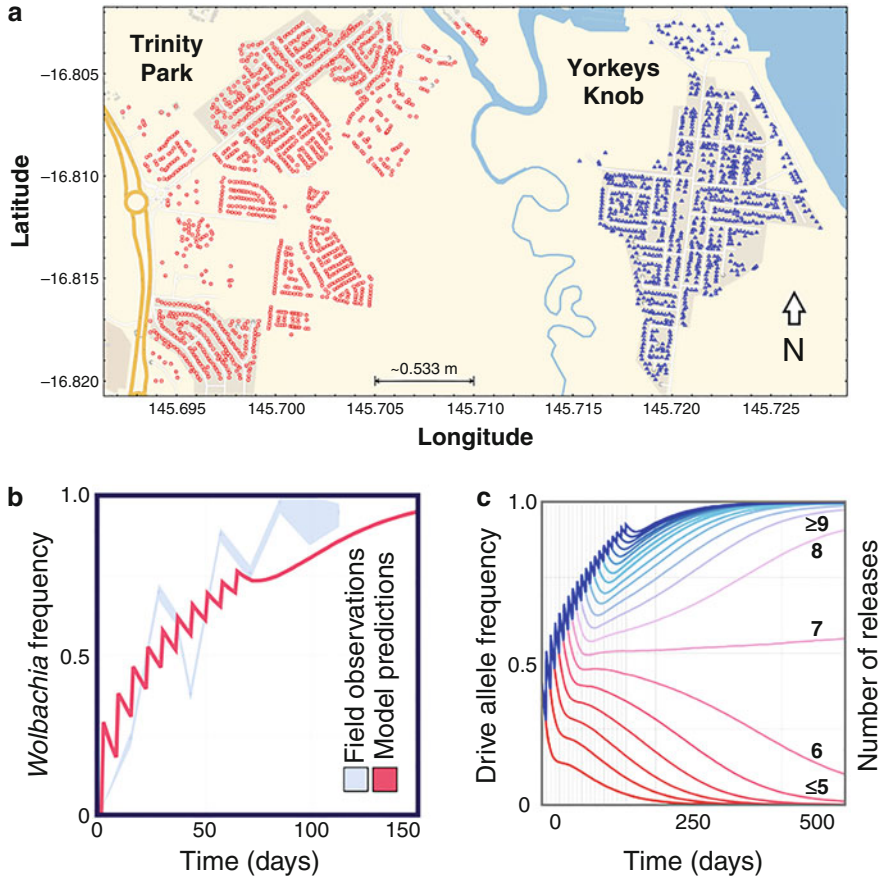 a
Trinity
Park
Yorkeys
Knob
−16.805
−16.810
−16.815
−16.820
Latitude
~0.533 m
N
145.695 145.700 145.705 145.710 145.715 145.720 145.725
Longitude
b
1.0
0.5
0
Wolbachia frequency
Field observations
Model predictions
0 50 100 150
Time (days)
c
1.0
0.5
0
Drive allele frequency
≥9
8
7
6
≤5
Number of releases
0 250 500
Time (days)